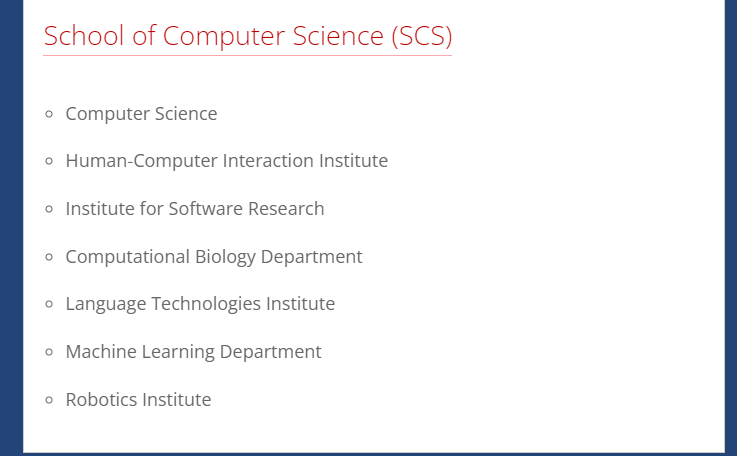 School of Computer Science (SCS)
Computer Science
Human-Computer Interaction Institute
Institute for Software Research
Computational Biology Department
Language Technologies Institute
Machine Learning Department
Robotics Institute